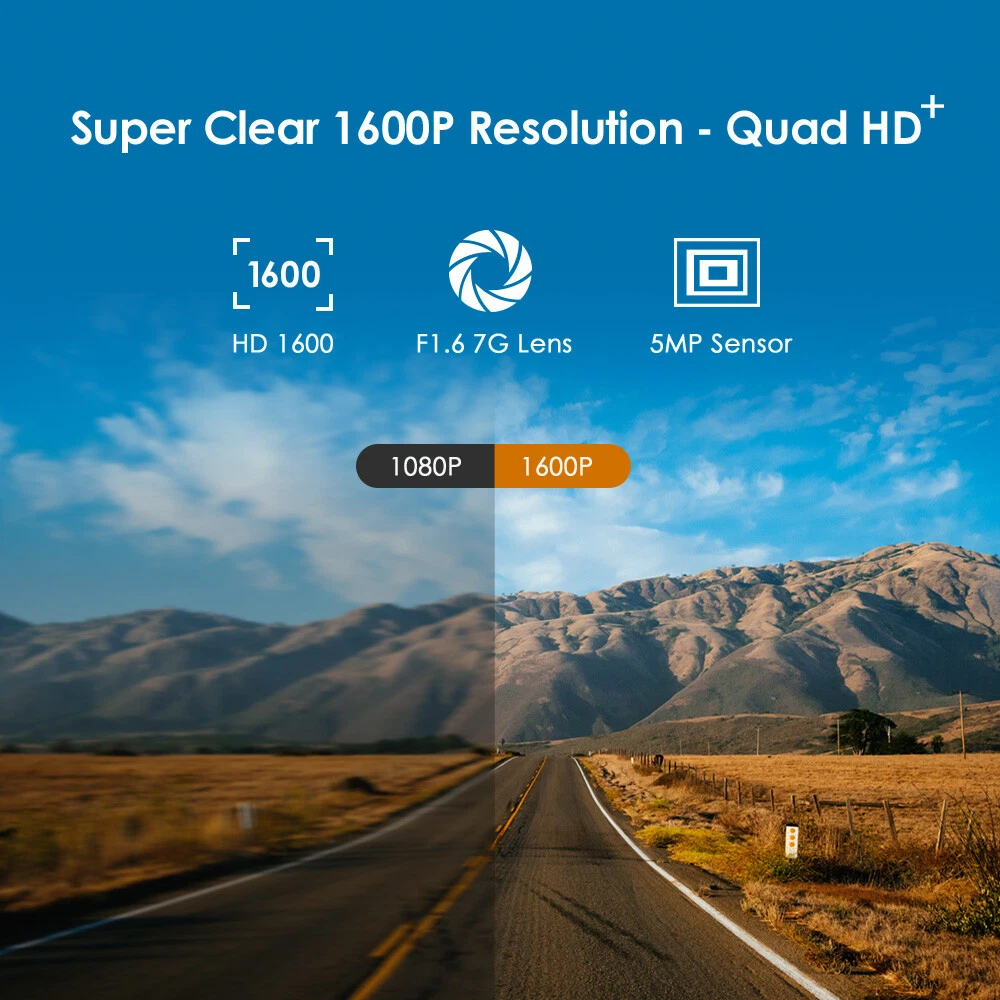 Super Clear 1600P Resolution - Quad HD+
1600
HD 1600
F1.6 7G Lens
5MP Sensor
1080P
1600P